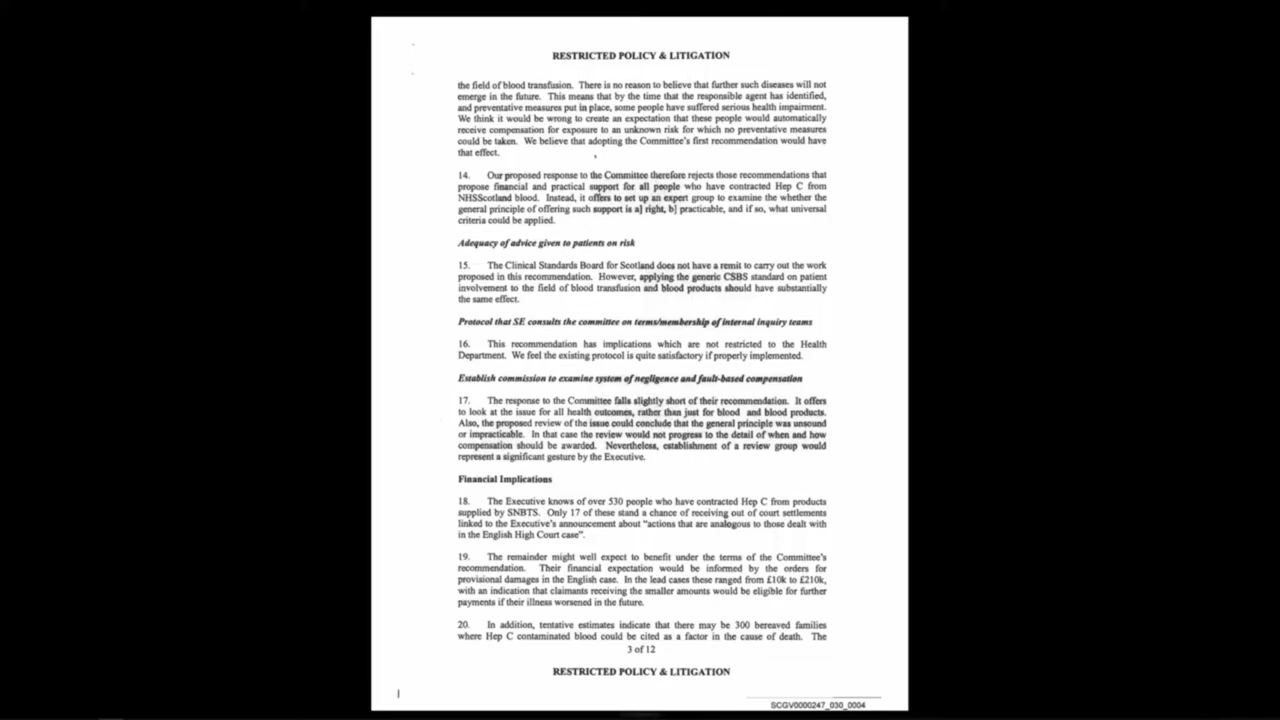 RESTRICTED POLICY & LITIGATION
the field of blood transfusion. There is no reason to believe that further such diseases will not
emerge in the future. This means that by the time that the responsible agent has identified,
and preventative measures put in place, some people have suffered serious health impairment.
We think it would be wrong to create an expectation that these people would automatically
receive compensation for exposure to an unknown risk for which no preventative measures
could be taken. We believe that adopting the Committee's first recommendation would have
that effect.
14. Our proposed response to the Committee therefore rejects those recommendations that
propose financial and practical support for all people who have contracted Hep C from
NHSScotland blood. Instead, it offers to set up an expert group to examine the whether the
general principle of offering such support is a] right, b] practicable, and if so, what universal
criteria could be applied.
Adequacy of advice given to patients on risk
15. The Clinical Standards Board for Scotland does not have a remit to carry out the work
proposed in this recommendation. However, applying the generic CSBS standard on patient
involvement to the field of blood transfusion and blood products should have substantially
the same effect.
Protocol that SE consults the committee on terms/membership of internal inquiry teams
16. This recommendation has implications which are not restricted to the Health
Department. We feel the existing protocol is quite satisfactory if properly implemented.
Establish commission to examine system of negligence and fault-based compensation
17. The response to the Committee falls slightly short of their recommendation. It offers
to look at the issue for all health outcomes, rather than just for blood and blood products.
Also, the proposed review of the issue could conclude that the general principle was unsound
or impracticable. In that case the review would not progress to the detail of when and how
compensation should be awarded. Nevertheless, establishment of a review group would
represent a significant gesture by the Executive.
Financial Implications
18. The Executive knows of over 530 people who have contracted Hep C from products
supplied by SNBTS. Only 17 of these stand a chance of receiving out of court settlements
linked to the Executive's announcement about "actions that are analogous to those dealt with
in the English High Court case".
19. The remainder might well expect to benefit under the terms of the Committee's
recommendation. Their financial expectation would be informed by the orders for
provisional damages in the English case. In the lead cases these ranged from £10k to £210k,
with an indication that claimants receiving the smaller amounts would be eligible for further
payments if their illness worsened in the future.
20. In addition, tentative estimates indicate that there may be 300 bereaved families
where Hep C contaminated blood could be cited as a factor in the cause of death. The
3 of 12
RESTRICTED POLICY & LITIGATION
SCGV0000247_030_0004